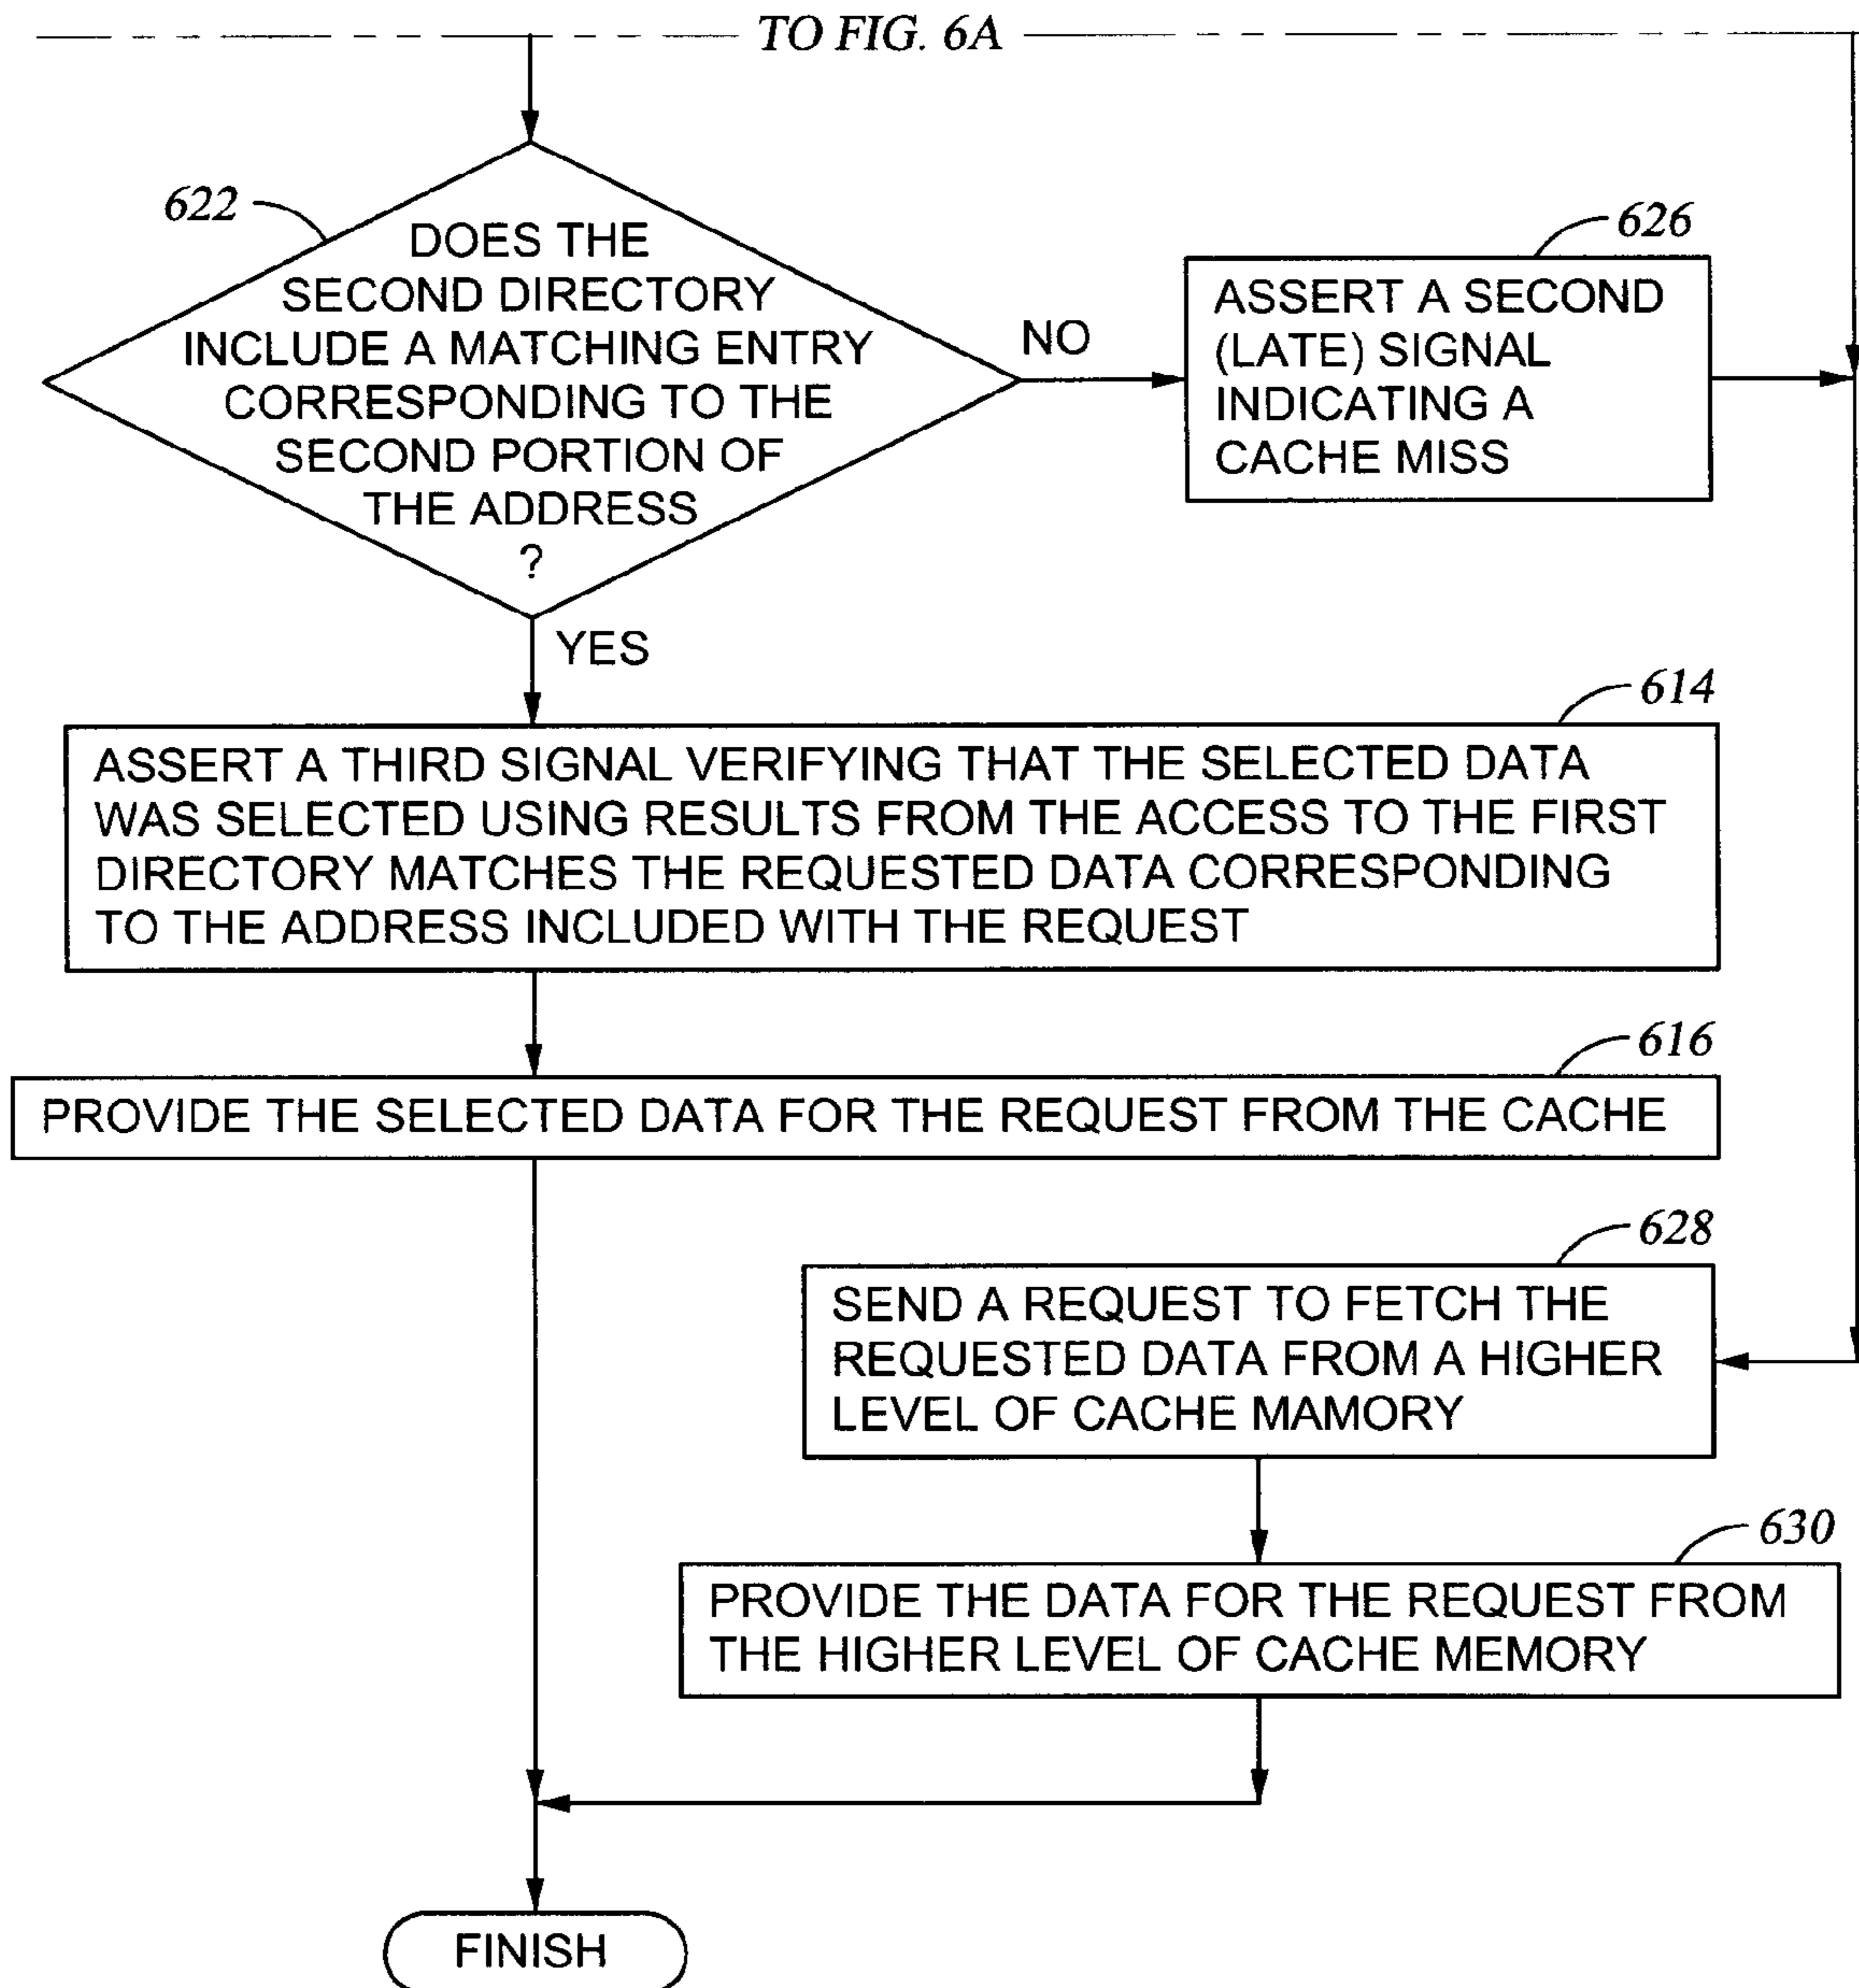 TO FIG. 6A
622
DOES THE
SECOND DIRECTORY
INCLUDE A MATCHING ENTRY
CORRESPONDING TO THE
SECOND PORTION OF
THE ADDRESS
?
NO
626
ASSERT A SECOND
(LATE) SIGNAL
INDICATING A
CACHE MISS
YES
614
ASSERT A THIRD SIGNAL VERIFYING THAT THE SELECTED DATA
WAS SELECTED USING RESULTS FROM THE ACCESS TO THE FIRST
DIRECTORY MATCHES THE REQUESTED DATA CORRESPONDING
TO THE ADDRESS INCLUDED WITH THE REQUEST
616
PROVIDE THE SELECTED DATA FOR THE REQUEST FROM THE CACHE
628
SEND A REQUEST TO FETCH THE
REQUESTED DATA FROM A HIGHER
LEVEL OF CACHE MAMORY
630
PROVIDE THE DATA FOR THE REQUEST FROM
THE HIGHER LEVEL OF CACHE MEMORY
FINISH